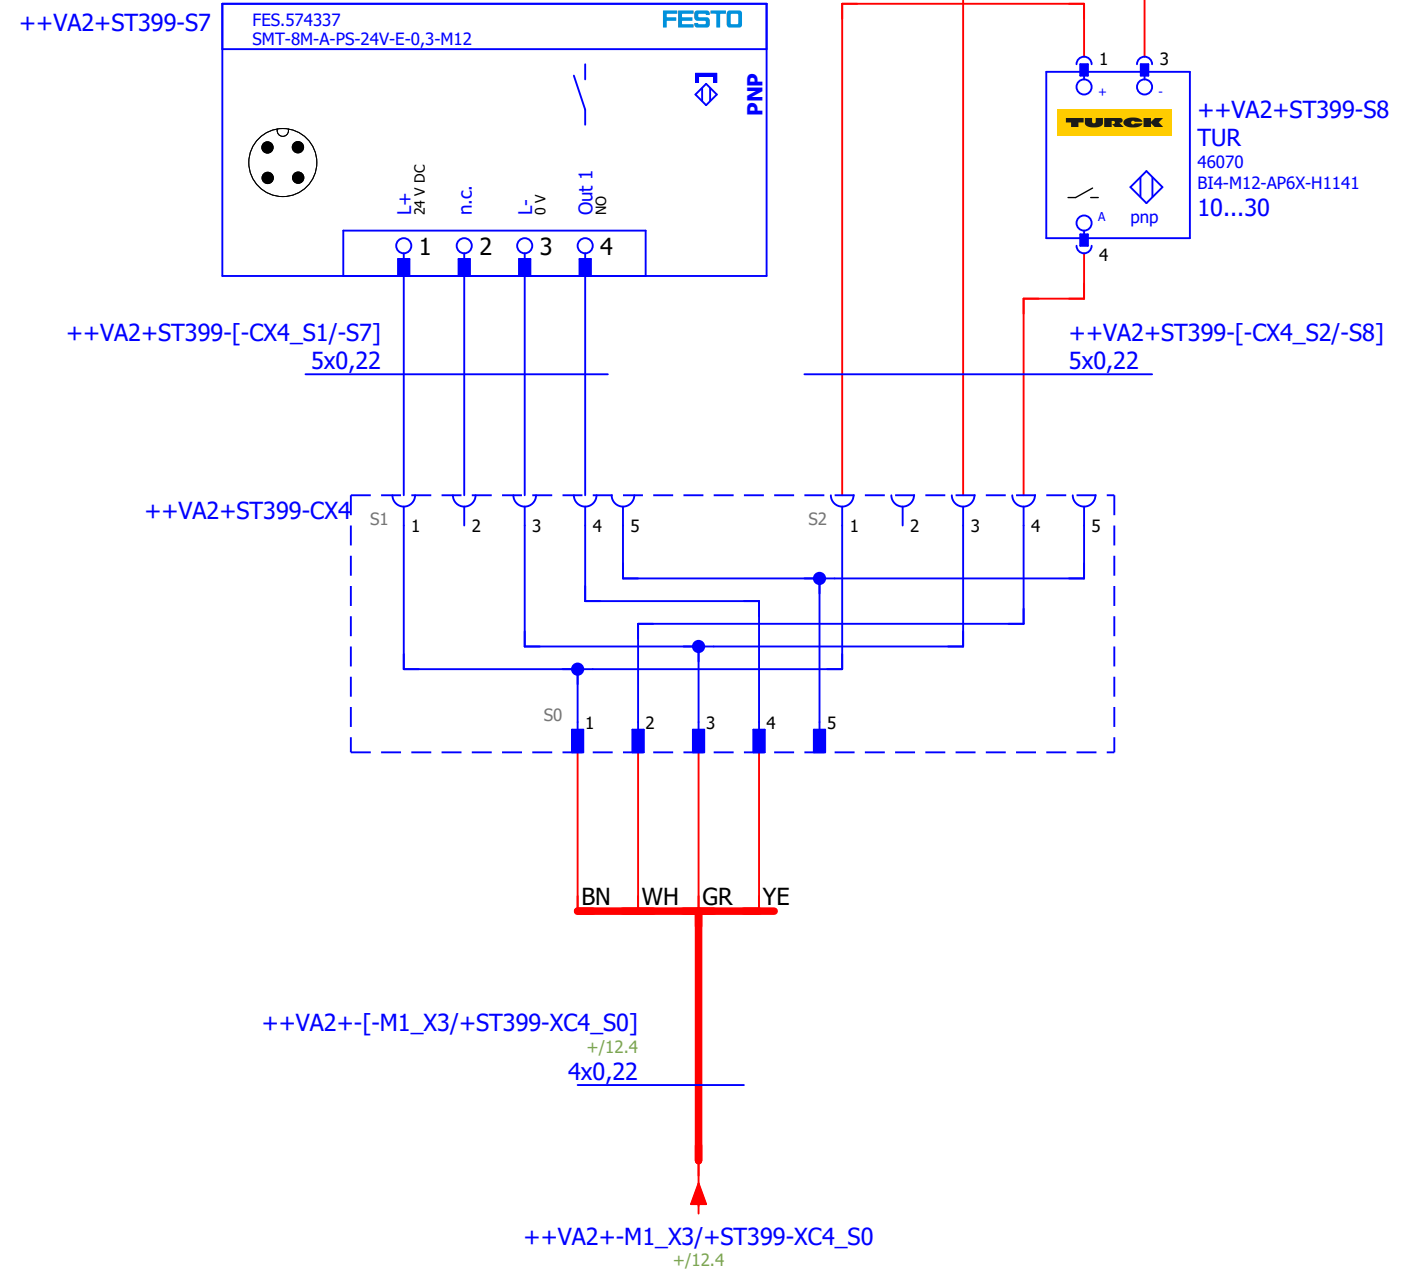 ++VA2+ST399-S7
FES.574337
SMT-8M-A-PS-24V-E-0,3-M12
FESTO
PNP
L+
24 V DC
n.c.
L-
0 V
Out 1
NO
1 2 3 4
1 3
+ -
TURCK
A
pnp
4
++VA2+ST399-S8
TUR
46070
BI4-M12-AP6X-H1141
10...30
++VA2+ST399-[-CX4_S1/-S7]
5x0,22
++VA2+ST399-[-CX4_S2/-S8]
5x0,22
++VA2+ST399-CX4
S1 1 2 3 4 5 S2 1 2 3 4 5
S0 1 2 3 4 5
BN WH GR YE
++VA2+-[-M1_X3/+ST399-XC4_S0]
+/12.4
4x0,22
++VA2+-M1_X3/+ST399-XC4_S0
+/12.4